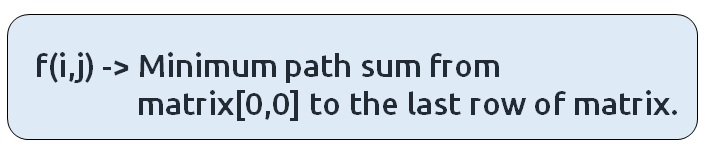 f(i,j) -> Minimum path sum from
matrix[0,0] to the last row of matrix.